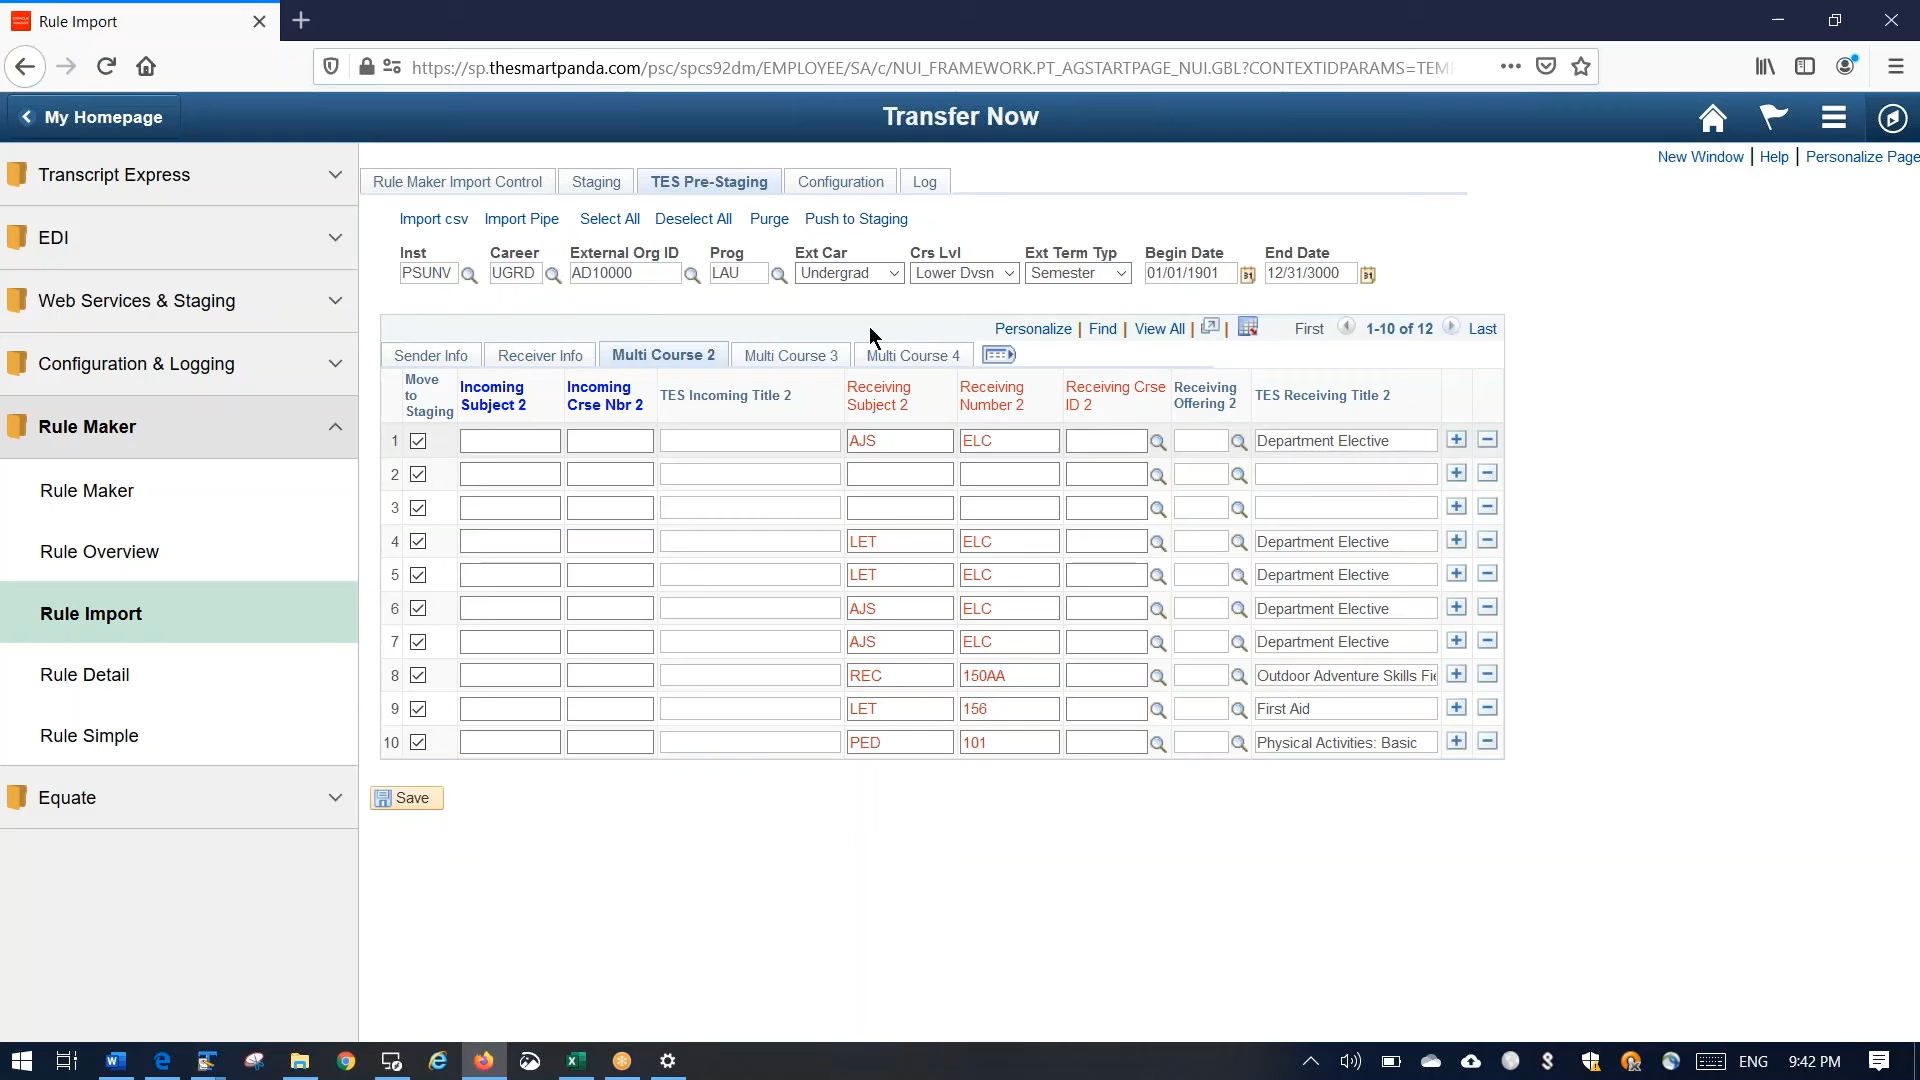 Rule Import
https://sp.thesmartpanda.com/psc/spcs92dm/EMPLOYEE/SA/c/NUI_FRAMEWORK.PT_AGSTARTPAGE_NUI.GBL?CONTEXTIDPARAMS=TEM
My Homepage
Transfer Now
New Window | Help | Personalize Page
Transcript Express
EDI
Web Services & Staging
Configuration & Logging
Rule Maker
Rule Maker
Rule Overview
Rule Import
Rule Detail
Rule Simple
Equate
Rule Maker Import Control Staging TES Pre-Staging Configuration Log
Import csv Import Pipe Select All Deselect All Purge Push to Staging
Inst Career External Org ID Prog Ext Car Crs Lvl Ext Term Typ Begin Date End Date
PSUNV UGRD AD10000 LAU Undergrad Lower Dvsn Semester 01/01/1901 12/31/3000
Personalize | Find | View All | | First 1-10 of 12 Last
Sender Info Receiver Info Multi Course 2 Multi Course 3 Multi Course 4
Move to Staging Incoming Subject 2 Incoming Crse Nbr 2 TES Incoming Title 2 Receiving Subject 2 Receiving Number 2 Receiving Crse ID 2 Receiving Offering 2 TES Receiving Title 2
1 AJS ELC Department Elective
2
3
4 LET ELC Department Elective
5 LET ELC Department Elective
6 AJS ELC Department Elective
7 AJS ELC Department Elective
8 REC 150AA Outdoor Adventure Skills Fie
9 LET 156 First Aid
10 PED 101 Physical Activities: Basic
Save
ENG 9:42 PM